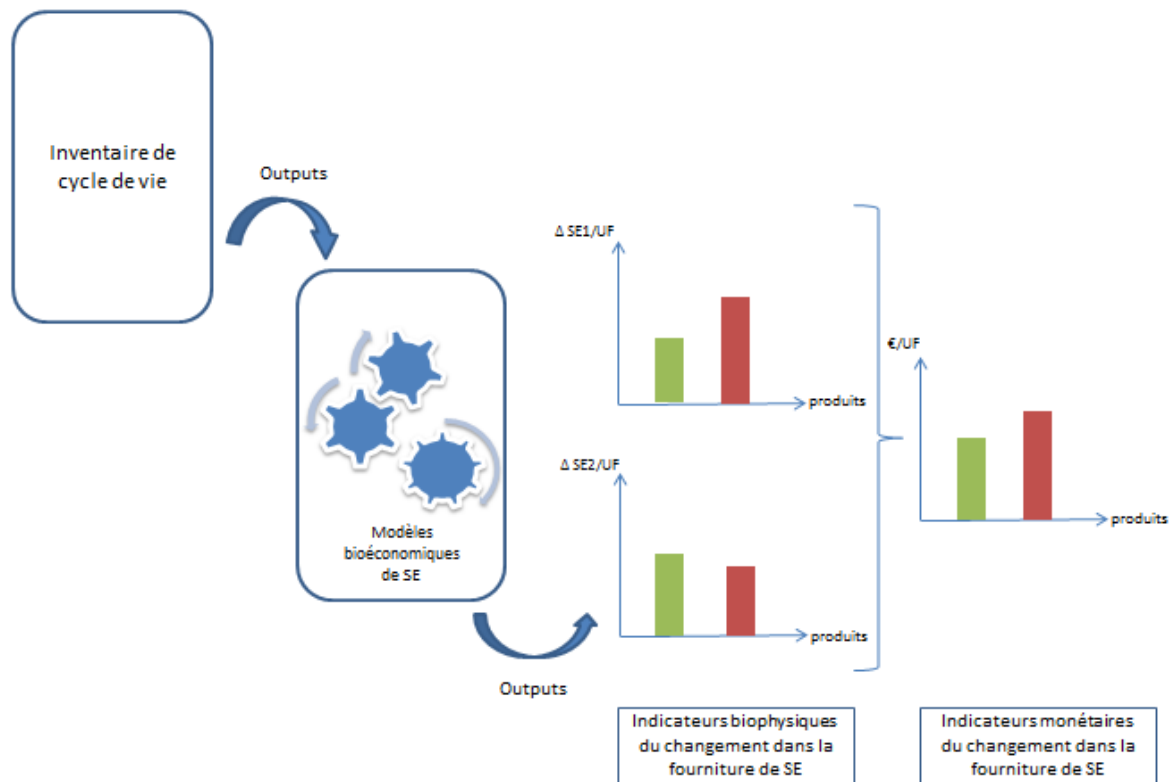 Inventaire de
cycle de vie
Outputs
Modèles
bioéconomiques
de SE
Outputs
Δ SE1/UF
produits
Δ SE2/UF
produits
€/UF
produits
Indicateurs biophysiques
du changement dans la
fourniture de SE
Indicateurs monétaires
du changement dans la
fourniture de SE